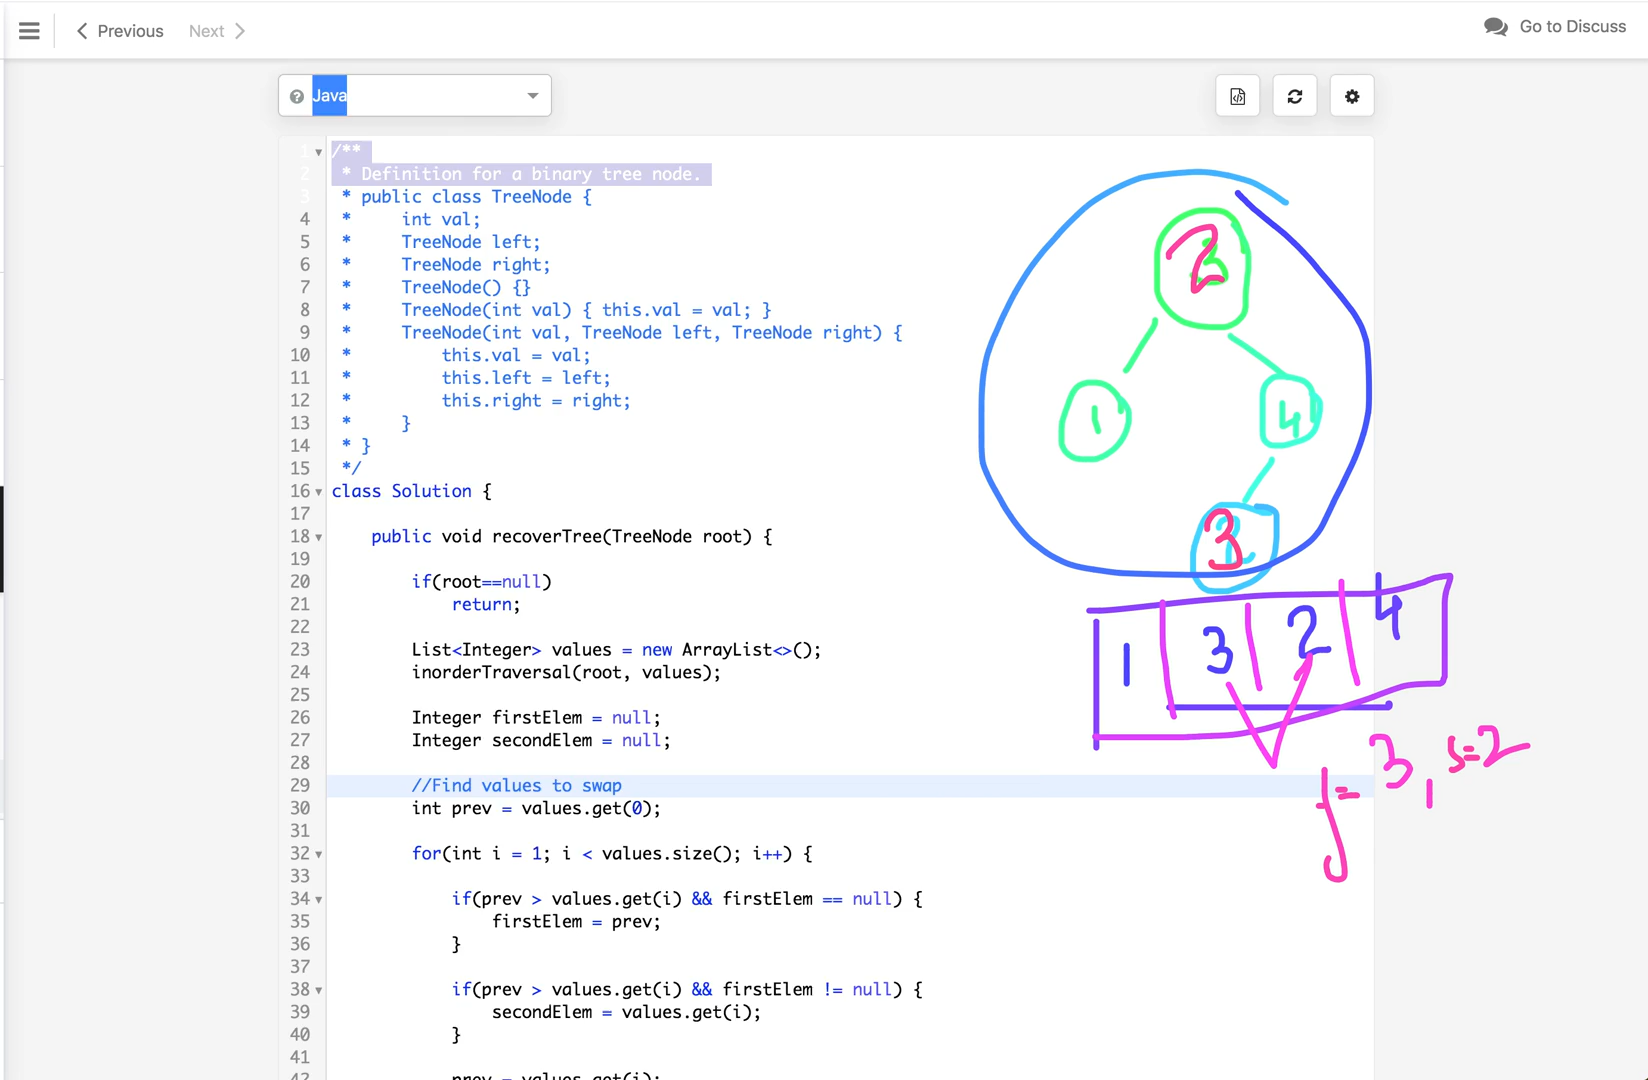 Previous
Next
Go to Discuss
Java
1 /**
2 * Definition for a binary tree node.
3 * public class TreeNode {
4 *     int val;
5 *     TreeNode left;
6 *     TreeNode right;
7 *     TreeNode() {}
8 *     TreeNode(int val) { this.val = val; }
9 *     TreeNode(int val, TreeNode left, TreeNode right) {
10 *         this.val = val;
11 *         this.left = left;
12 *         this.right = right;
13 *     }
14 * }
15 */
16 class Solution {
17
18     public void recoverTree(TreeNode root) {
19
20         if(root==null)
21             return;
22
23         List<Integer> values = new ArrayList<>();
24         inorderTraversal(root, values);
25
26         Integer firstElem = null;
27         Integer secondElem = null;
28
29         //Find values to swap
30         int prev = values.get(0);
31
32         for(int i = 1; i < values.size(); i++) {
33
34             if(prev > values.get(i) && firstElem == null) {
35                 firstElem = prev;
36             }
37
38             if(prev > values.get(i) && firstElem != null) {
39                 secondElem = values.get(i);
40             }
41
42             prev = values.get(i);
2
1
4
3
1 3 2 4
f= 3, s=2